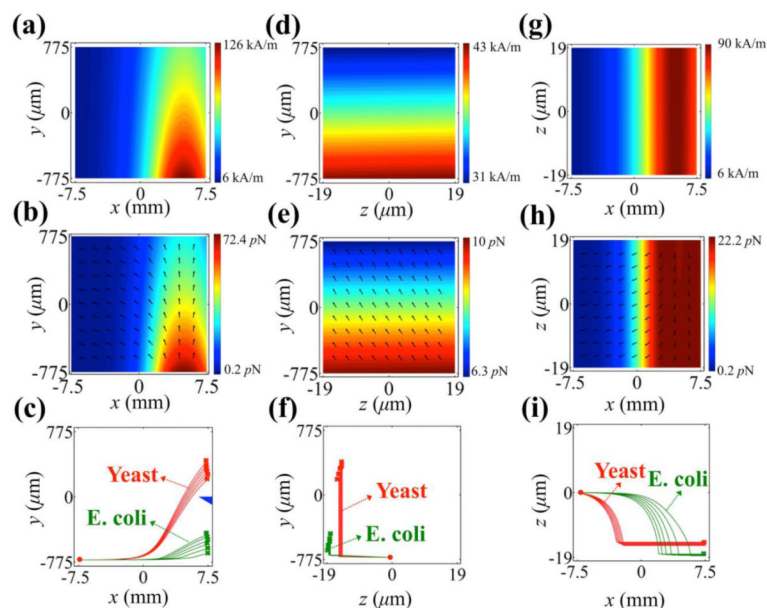 (a)
775
0
-775
y (μm)
-7.5
0
7.5
x (mm)
126 kA/m
6 kA/m
(d)
775
0
-775
y (μm)
-19
0
19
z (μm)
43 kA/m
31 kA/m
(g)
19
0
-19
z (μm)
-7.5
0
7.5
x (mm)
90 kA/m
6 kA/m
(b)
775
0
-775
y (μm)
-7.5
0
7.5
x (mm)
72.4 pN
0.2 pN
(e)
775
0
-775
y (μm)
19
0
19
z (μm)
10 pN
6.3 pN
(h)
19
0
-19
z (μm)
-7.5
0
7.5
x (mm)
22.2 pN
0.2 pN
(c)
775
0
-775
y (μm)
Yeast
E. coli
-7.5
0
7.5
x (mm)
(f)
775
0
-775
y (μm)
Yeast
E. coli
-19
0
19
z (μm)
(i)
19
0
-19
z (μm)
Yeast
E. coli
-7.5
0
7.5
x (mm)